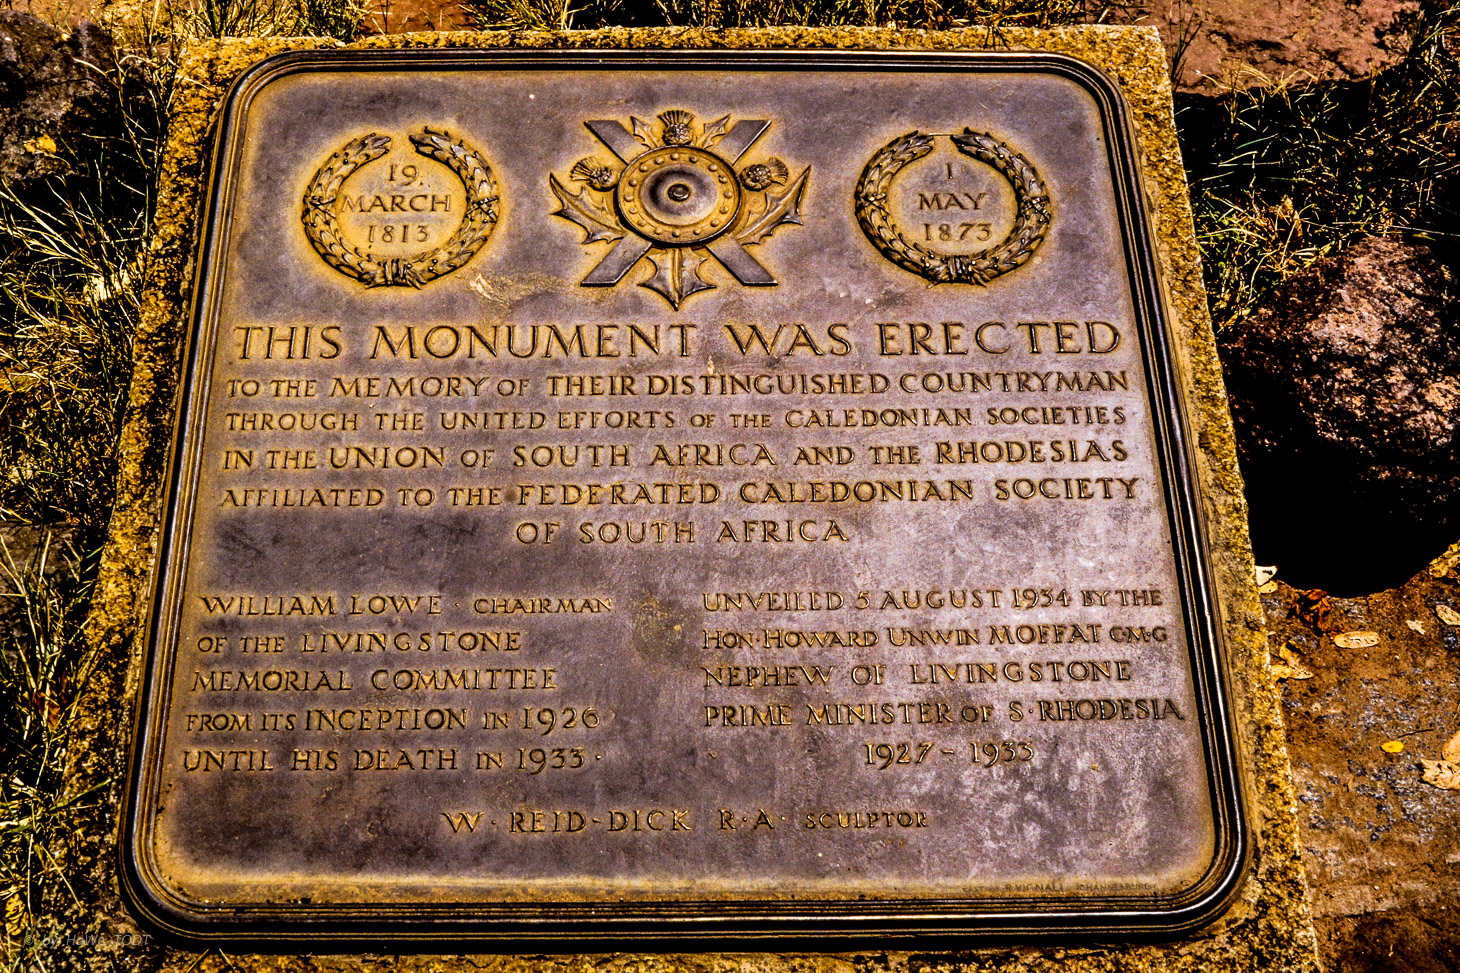 19.
MARCH
1813
1
MAY
1873
THIS MONUMENT WAS ERECTED
TO THE MEMORY OF THEIR DISTINGUISHED COUNTRYMAN
THROUGH THE UNITED EFFORTS OF THE CALEDONIAN SOCIETIES
IN THE UNION OF SOUTH AFRICA AND THE RHODESIAS
AFFILIATED TO THE FEDERATED CALEDONIAN SOCIETY
OF SOUTH AFRICA
WILLIAM LOWE · CHAIRMAN
OF THE LIVINGSTONE
MEMORIAL COMMITTEE
FROM ITS INCEPTION IN 1926
UNTIL HIS DEATH IN 1933 ·
UNVEILED 5 AUGUST 1934 BY THE
HON·HOWARD UNWIN MOFFAT C·M·G
NEPHEW OF LIVINGSTONE
PRIME MINISTER OF S·RHODESIA
1927 – 1933
W · REID-DICK R·A· SCULPTOR
VIGNALI JOHANNESBURG